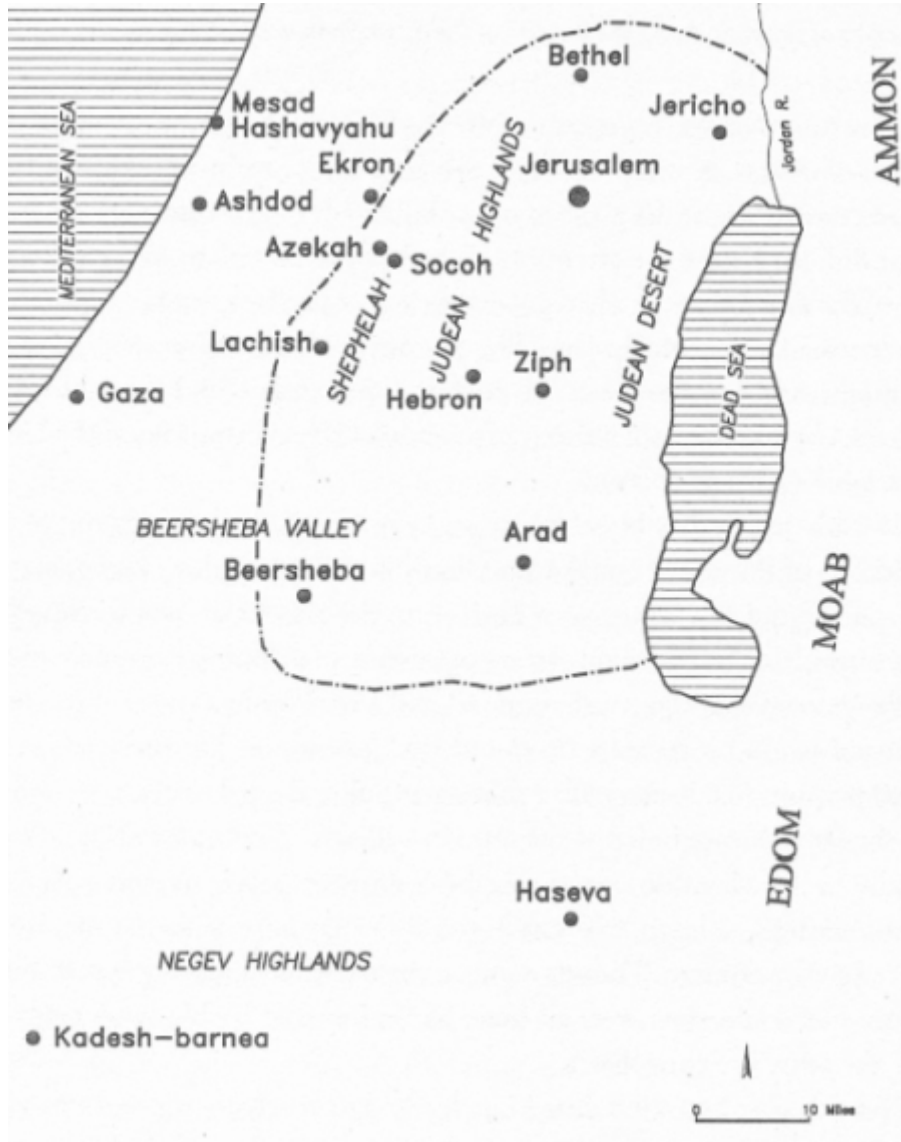 Bethel
Mesad
Hashavyahu
Jericho
Jordan R.
AMMON
Ekron
Jerusalem
HIGHLANDS
MEDITERRANEAN SEA
Ashdod
Azekah
Socoh
SHEPHELAH
JUDEAN
JUDEAN DESERT
DEAD SEA
Lachish
Ziph
Gaza
Hebron
BEERSHEBA VALLEY
Arad
Beersheba
MOAB
EDOM
Haseva
NEGEV HIGHLANDS
Kadesh-barnea
0 10 Miles